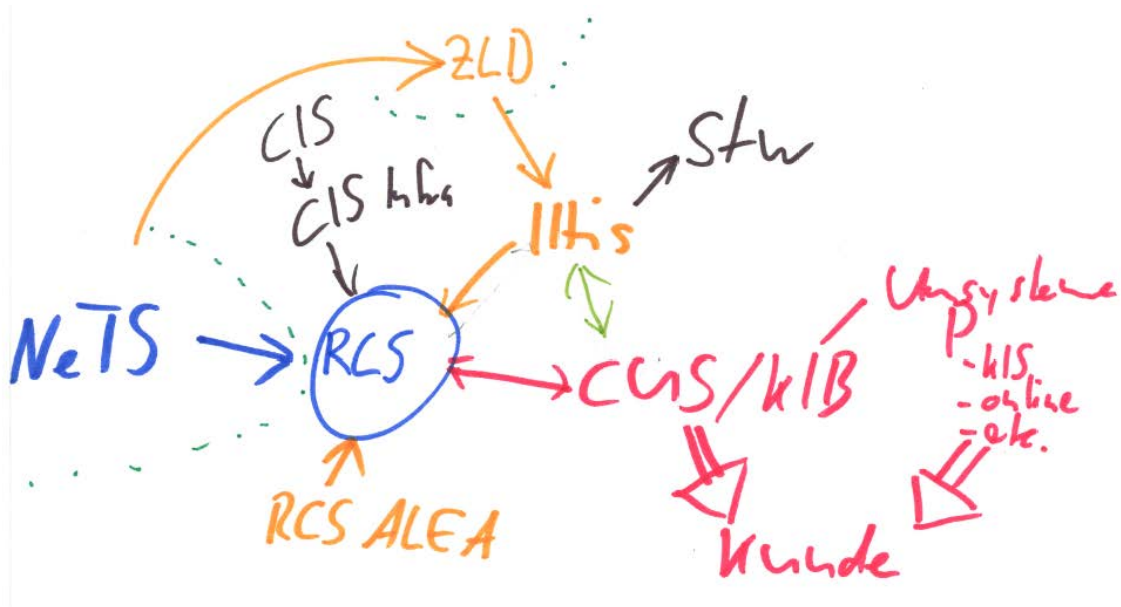 ZLD
CIS
CIS Infra
Stw
Iltis
Umsysteme
- KIS
- online
- etc.
NeTS
RCS
CUS/KIB
RCS ALEA
Kunde